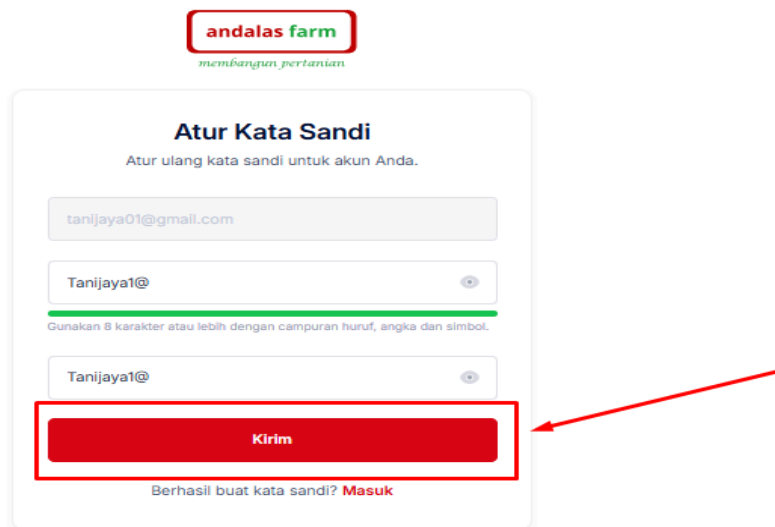 andalas farm
membangun pertanian
Atur Kata Sandi
Atur ulang kata sandi untuk akun Anda.
tanijaya01@gmail.com
Tanijaya1@
Gunakan 8 karakter atau lebih dengan campuran huruf, angka dan simbol.
Tanijaya1@
Kirim
Berhasil buat kata sandi? Masuk